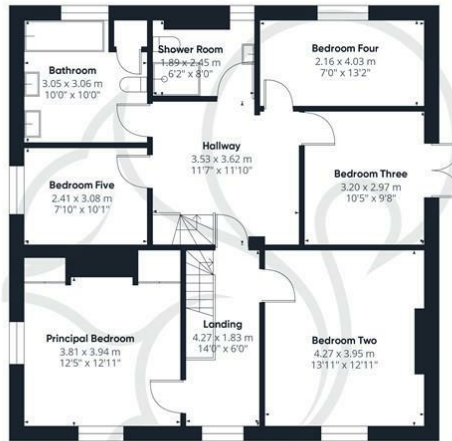 Shower Room
1.89 x 2.45 m
6'2" x 8'0"
Bedroom Four
2.16 x 4.03 m
7'0" x 13'2"
Bathroom
3.05 x 3.06 m
10'0" x 10'0"
Hallway
3.53 x 3.62 m
11'7" x 11'10"
Bedroom Three
3.20 x 2.97 m
10'5" x 9'8"
Bedroom Five
2.41 x 3.08 m
7'10" x 10'1"
Principal Bedroom
3.81 x 3.94 m
12'5" x 12'11"
Landing
4.27 x 1.83 m
14'0" x 6'0"
Bedroom Two
4.27 x 3.95 m
13'11" x 12'11"